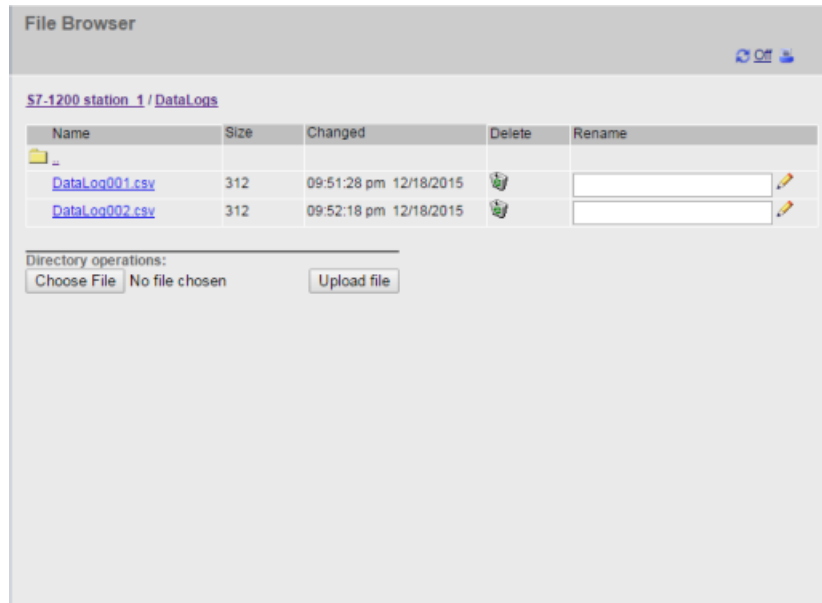 File Browser
Off
S7-1200 station_1 / DataLogs
Name Size Changed Delete Rename
..
DataLog001.csv 312 09:51:28 pm 12/18/2015
DataLog002.csv 312 09:52:18 pm 12/18/2015
Directory operations:
Choose File No file chosen Upload file